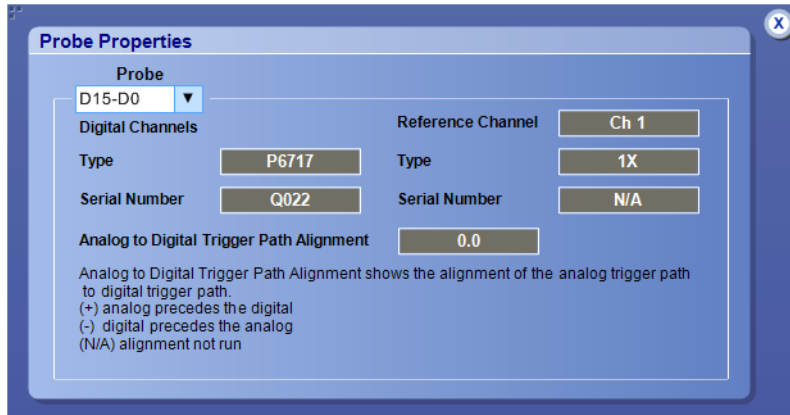 X
Probe Properties
Probe
D15-D0 ▼
Digital Channels
Reference Channel Ch 1
Type P6717 Type 1X
Serial Number Q022 Serial Number N/A
Analog to Digital Trigger Path Alignment 0.0
Analog to Digital Trigger Path Alignment shows the alignment of the analog trigger path
to digital trigger path.
(+) analog precedes the digital
(-) digital precedes the analog
(N/A) alignment not run